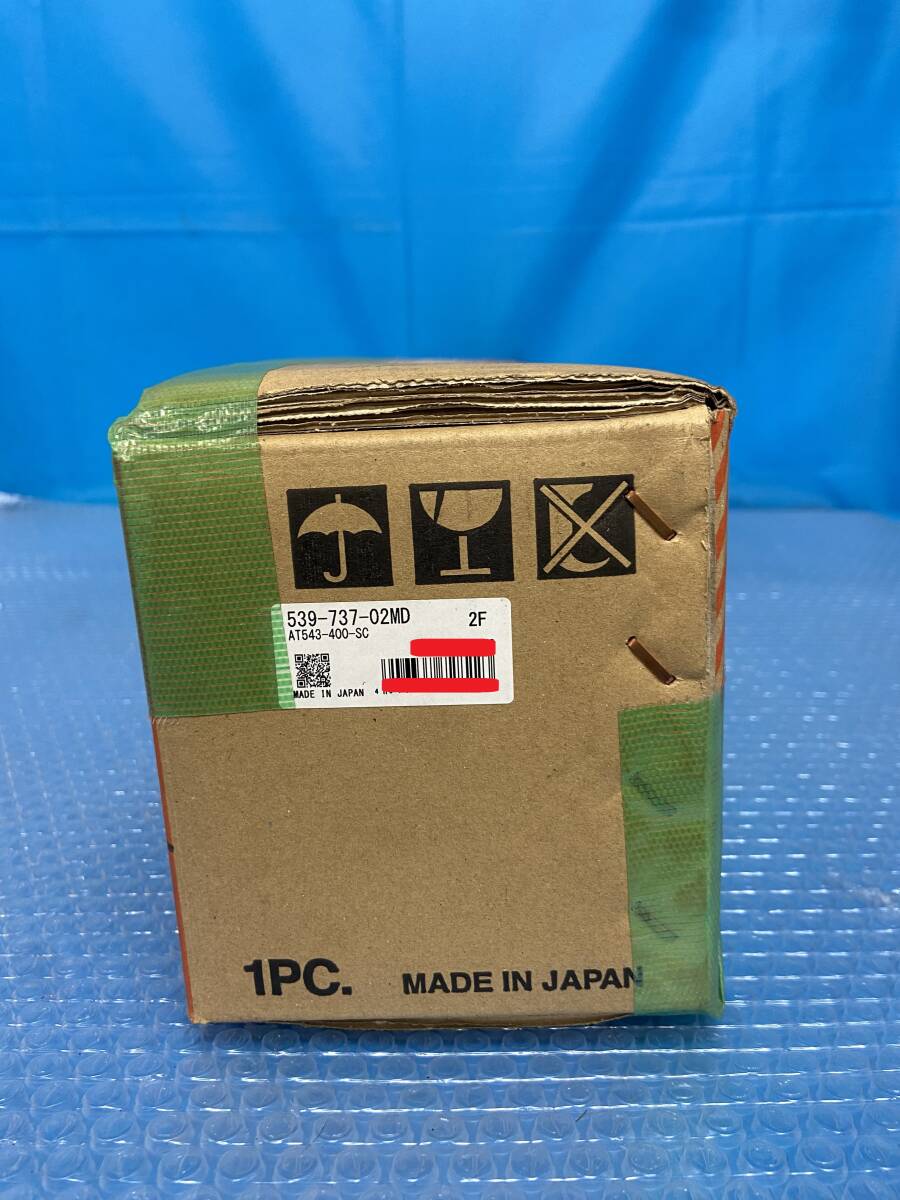 539-737-02MD 2F
AT543-400-SC
MADE IN JAPAN
1PC. MADE IN JAPAN